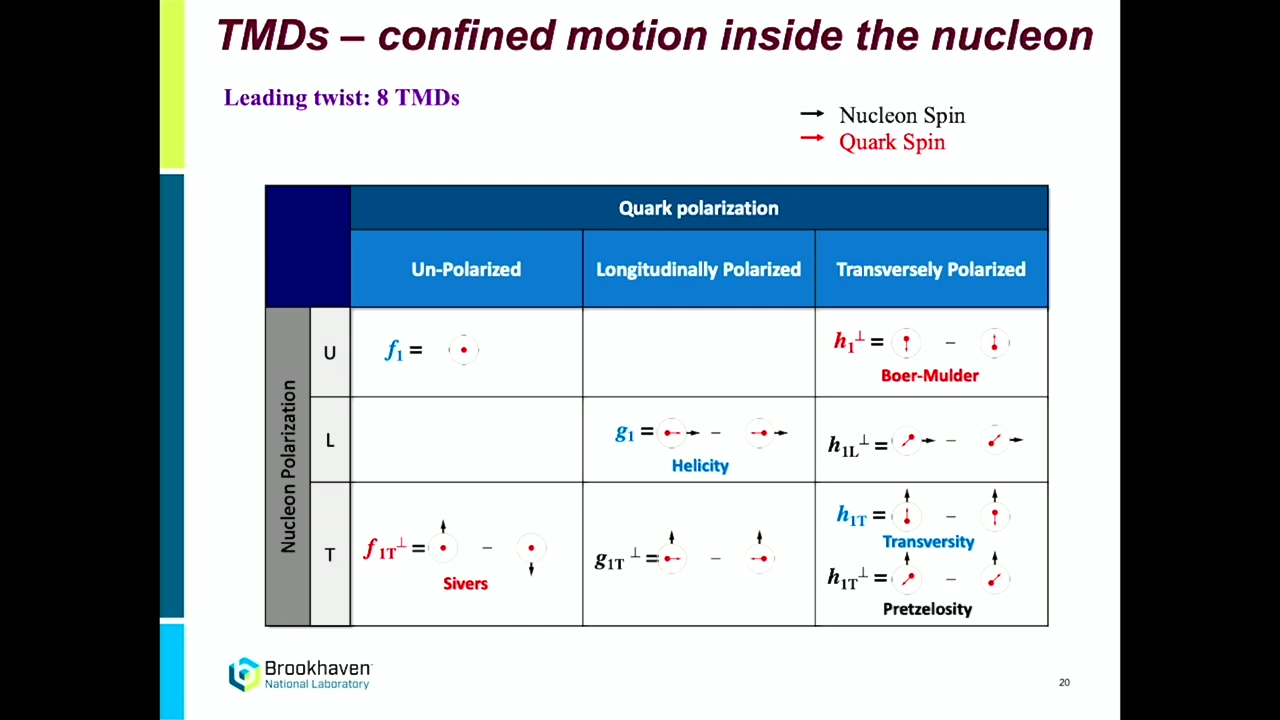 TMDs – confined motion inside the nucleon
Leading twist: 8 TMDs
Nucleon Spin
Quark Spin
Quark polarization
Un-Polarized
Longitudinally Polarized
Transversely Polarized
Nucleon Polarization
U
f₁ =
h₁^⊥ = –
Boer-Mulder
L
g₁ = –
Helicity
h₁L^⊥ = –
T
f₁T^⊥ = –
Sivers
g₁T^⊥ = –
h₁T = –
Transversity
h₁T^⊥ = –
Pretzelosity
Brookhaven
National Laboratory
20